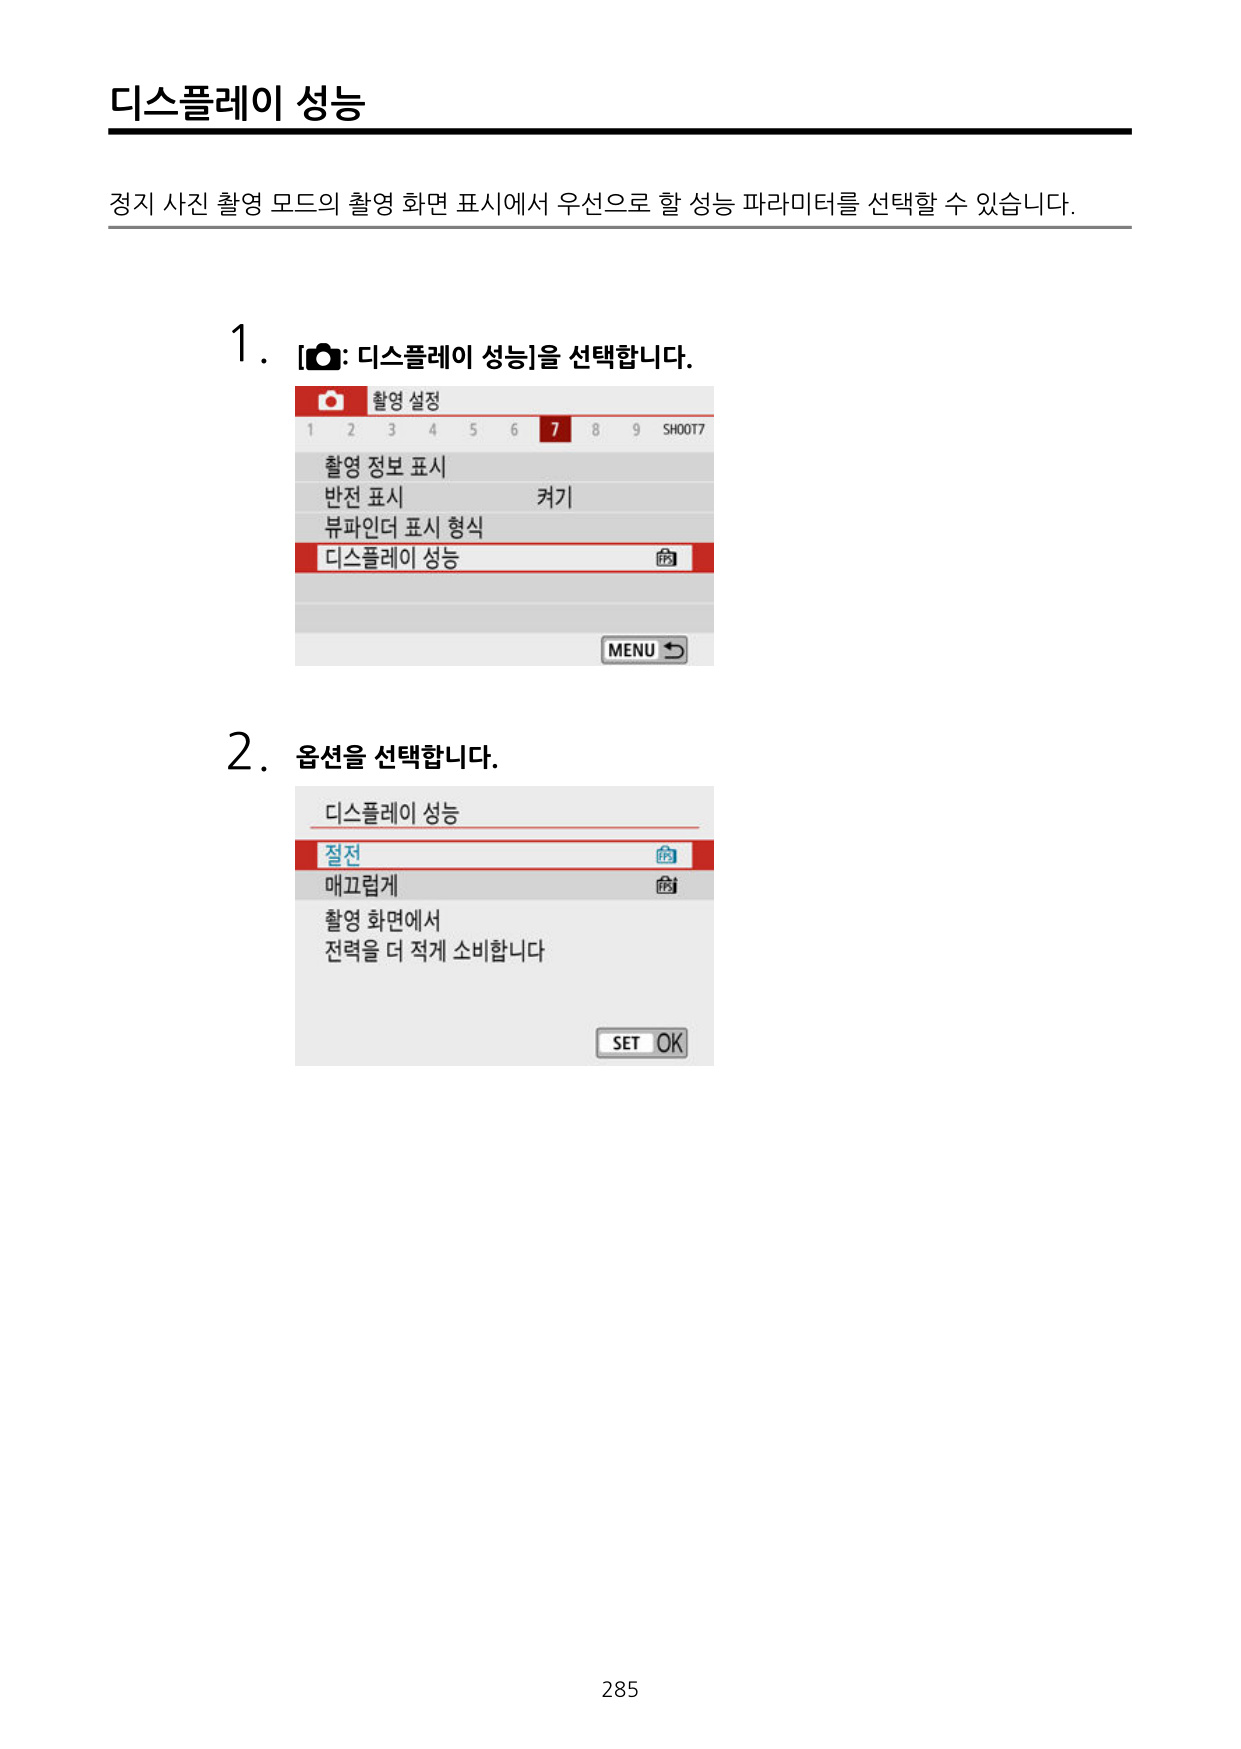 디스플레이 성능
정지 사진 촬영 모드의 촬영 화면 표시에서 우선으로 할 성능 파라미터를 선택할 수 있습니다.
1. [: 디스플레이 성능]을 선택합니다.
촬영 설정
1 2 3 4 5 6 7 8 9 SHOOT7
촬영 정보 표시
반전 표시 켜기
뷰파인더 표시 형식
디스플레이 성능 FPS
MENU
2. 옵션을 선택합니다.
디스플레이 성능
절전 FPS
매끄럽게 FPS
촬영 화면에서
전력을 더 적게 소비합니다
SET OK
285